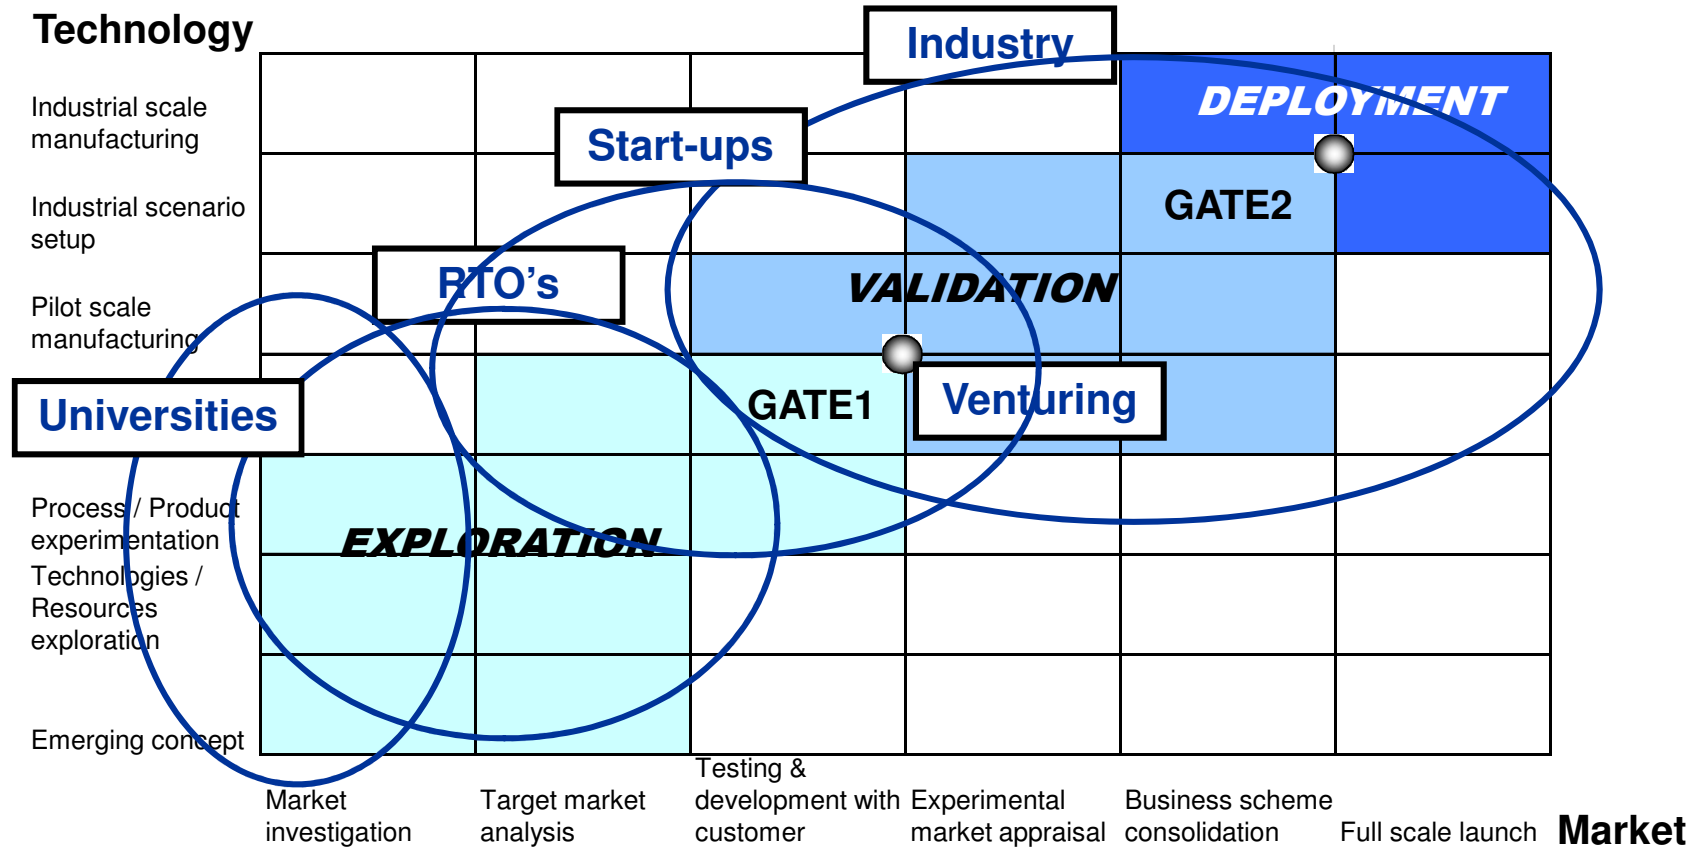 Technology
Industry
DEPLOYMENT
Industrial scale
manufacturing
Start-ups
Industrial scenario
setup
GATE2
RTO’s
VALIDATION
Pilot scale
manufacturing
Universities
GATE1
Venturing
Process / Product
experimentation
EXPLORATION
Technologies /
Resources
exploration
Emerging concept
Market
investigation
Target market
analysis
Testing &
development with
customer
Experimental
market appraisal
Business scheme
consolidation
Full scale launch
Market